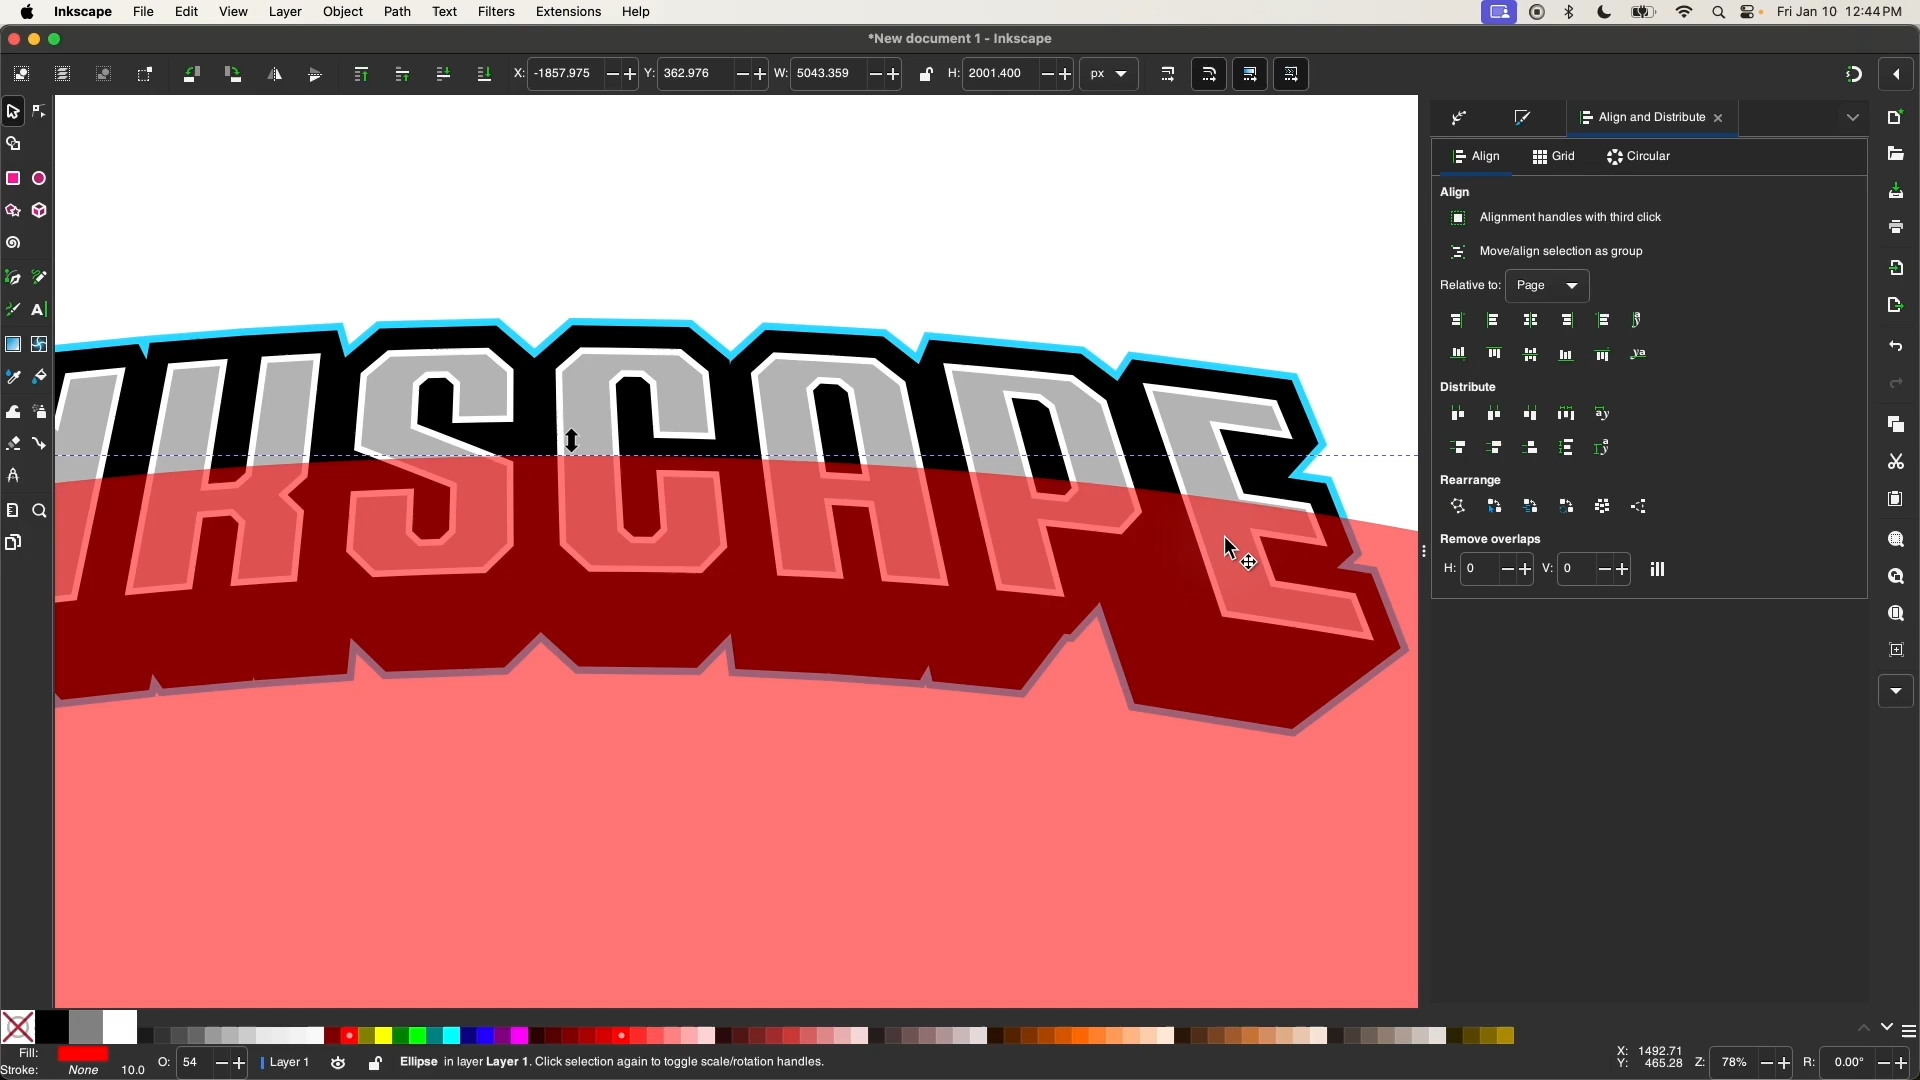 Inkscape File Edit View Layer Object Path Text Filters Extensions Help Fri Jan 10 12:44 PM
*New document 1 - Inkscape
X: -1857.975 Y: 362.976 W: 5043.359 H: 2001.400 px
Align and Distribute
Align Grid Circular
Align
Alignment handles with third click
Move/align selection as group
Relative to: Page
Distribute
Rearrange
Remove overlaps
H: 0 V: 0
KSCAPE
Fill:
Stroke: None 10.0 O: 54 Layer 1 Ellipse in layer Layer 1. Click selection again to toggle scale/rotation handles.
X: 1492.71
Y: 465.28 Z: 78% R: 0.00°